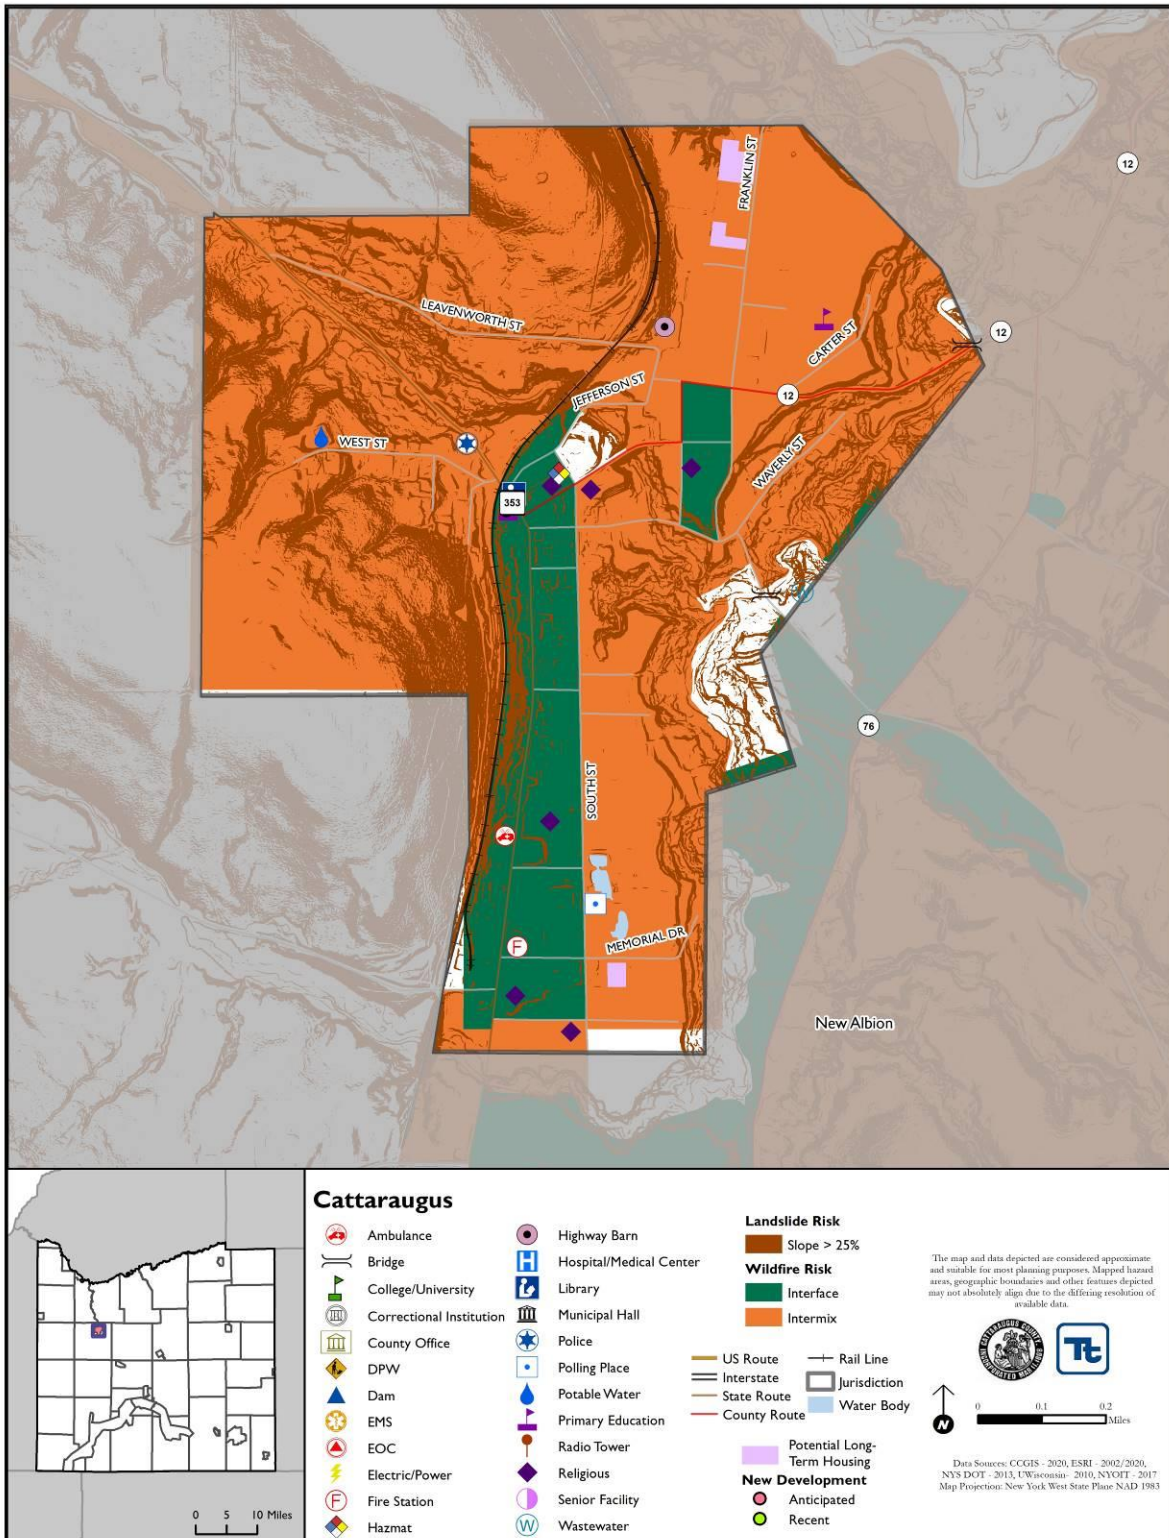 12
FRANKLIN ST
LEAVENWORTH ST
CARTER ST
12
JEFFERSON ST
12
WEST ST
WAVERLY ST
353
W
76
SOUTH ST
F
MEMORIAL DR
New Albion
Cattaraugus
Ambulance
Bridge
College/University
Correctional Institution
County Office
DPW
Dam
EMS
EOC
Electric/Power
F Fire Station
Hazmat
Highway Barn
H Hospital/Medical Center
Library
Municipal Hall
Police
Polling Place
Potable Water
Primary Education
Radio Tower
Religious
Senior Facility
W Wastewater
Landslide Risk
Slope > 25%
Wildfire Risk
Interface
Intermix
US Route
Interstate
State Route
County Route
Rail Line
Jurisdiction
Water Body
Potential Long-
Term Housing
New Development
Anticipated
Recent
The map and data depicted are considered approximate
and suitable for most planning purposes. Mapped hazard
areas, geographic boundaries and other features depicted
may not absolutely align due to the differing resolution of
available data.
Tt
N
0 0.1 0.2
Miles
Data Sources: CCGIS - 2020, ESRI - 2002/2020,
NYS DOT - 2013, UWisconsin- 2010, NYOIT - 2017
Map Projection: New York West State Plane NAD 1983
0 5 10 Miles